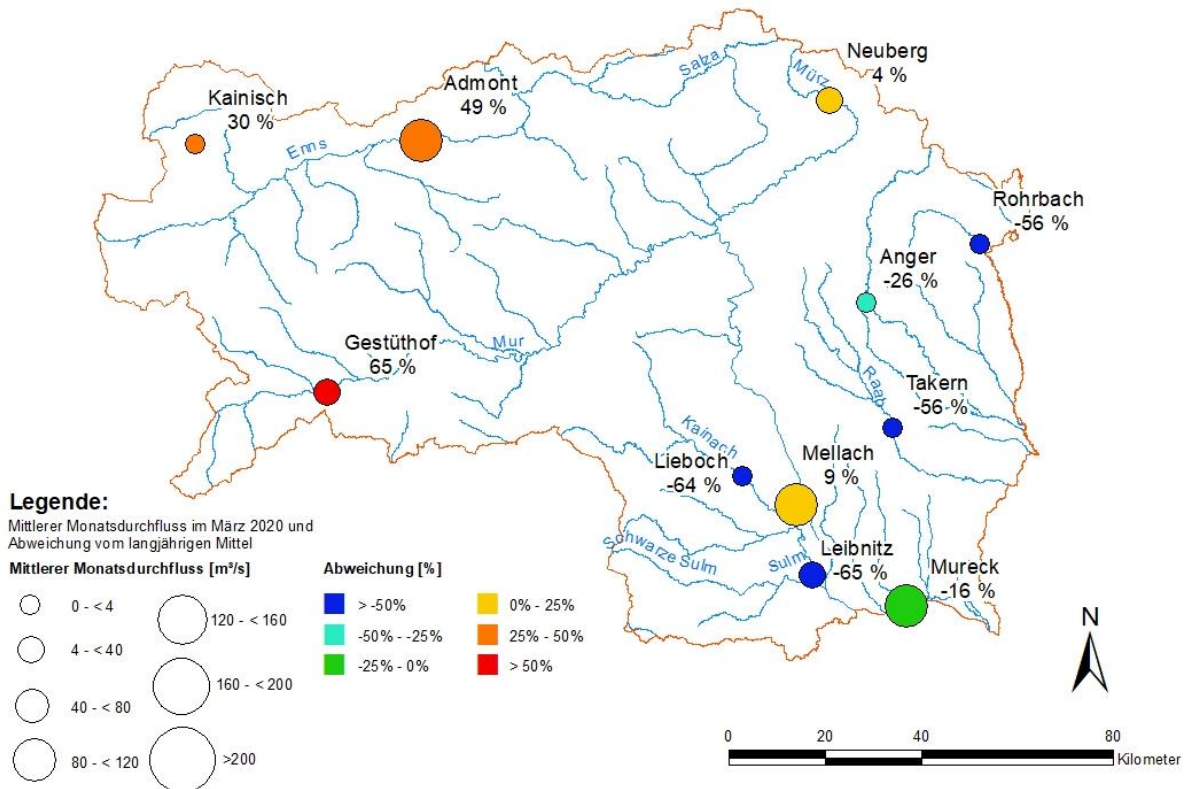 Neuberg
4 %
Salza
Mürz
Admont
49 %
Kainisch
30 %
Enns
Rohrbach
-56 %
Anger
-26 %
Gestüthof
65 %
Mur
Raab
Takern
-56 %
Kainach
Lieboch
-64 %
Mellach
9 %
Schwarze Sulm
Sulm
Leibnitz
-65 %
Mureck
-16 %
Legende:
Mittlerer Monatsdurchfluss im März 2020 und
Abweichung vom langjährigen Mittel
Mittlerer Monatsdurchfluss [m³/s]
0 - < 4
4 - < 40
40 - < 80
80 - < 120
120 - < 160
160 - < 200
>200
Abweichung [%]
> -50%
-50% - -25%
-25% - 0%
0% - 25%
25% - 50%
> 50%
N
0 20 40 80
Kilometer